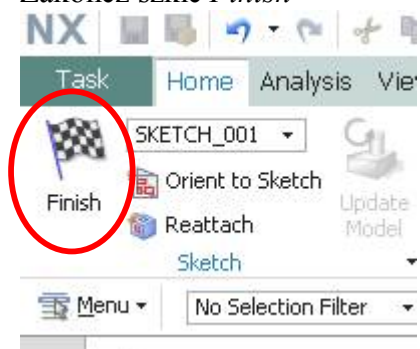 Zakończ szkic Finish
NX
Task Home Analysis Vie
SKETCH_001
Finish
Orient to Sketch
Reattach
Update
Model
Sketch
Menu
No Selection Filter